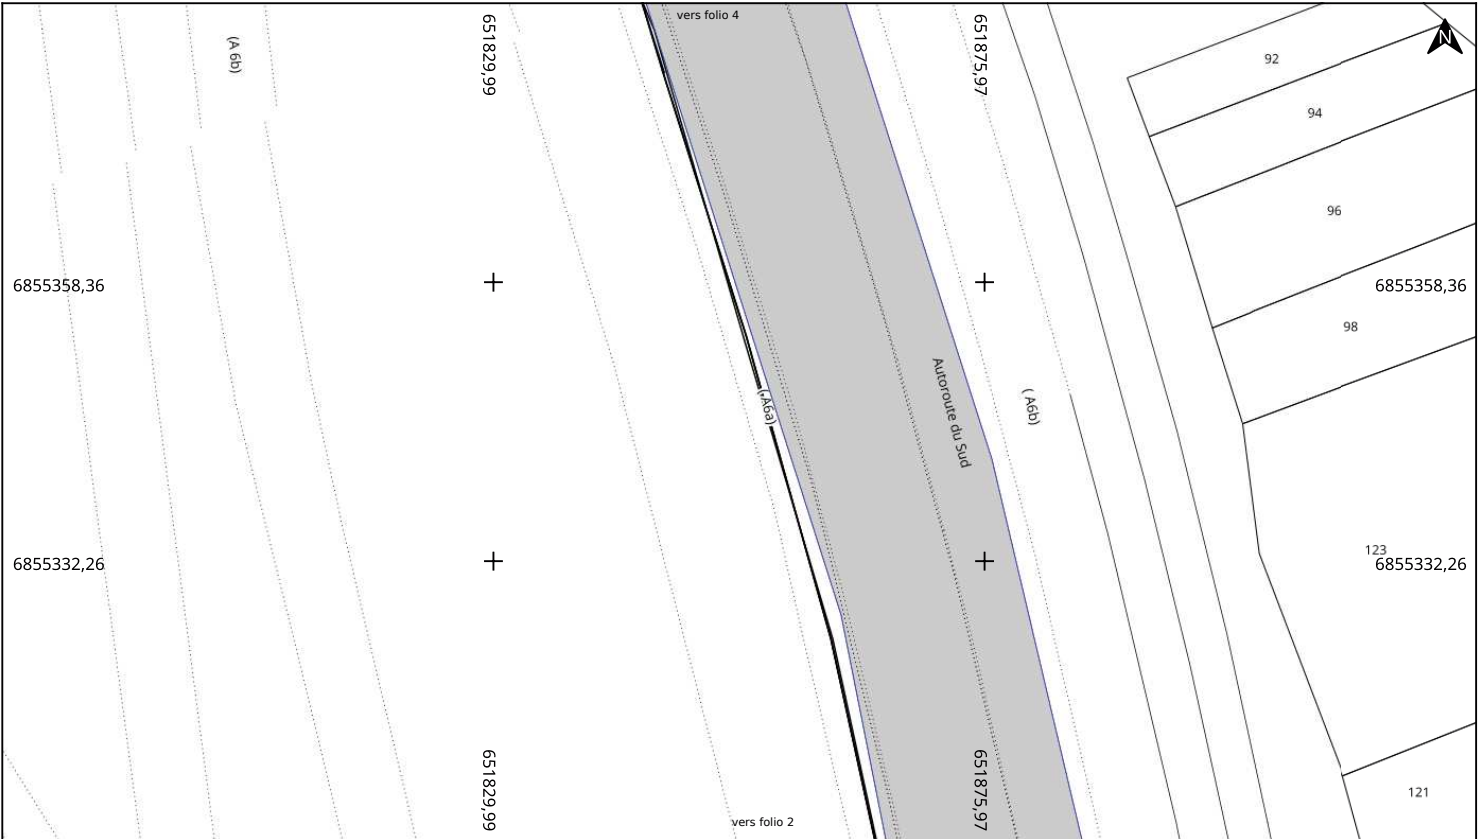 vers folio 4
651829,99
651875,97
(A 6b)
N
92
94
96
6855358,36
6855358,36
98
Autoroute du Sud
( A6b)
(A6a)
123
6855332,26
6855332,26
651829,99
651875,97
121
vers folio 2